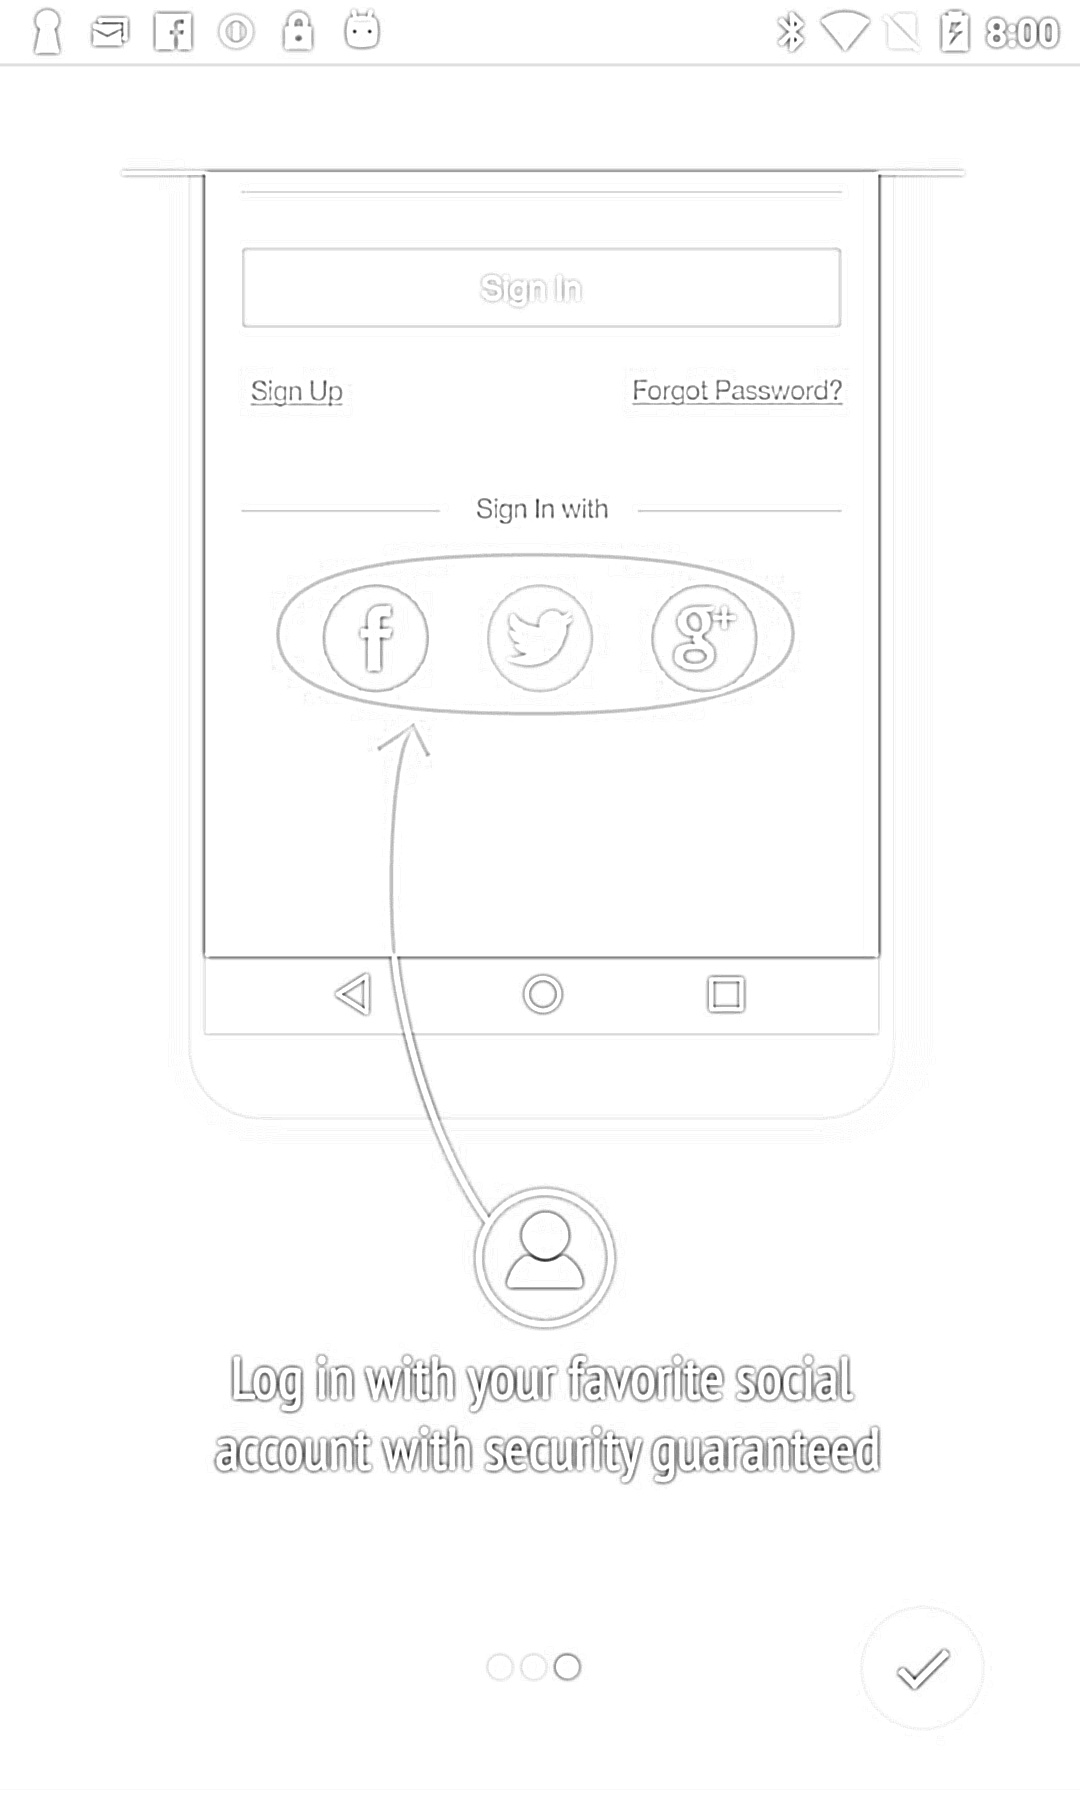 8:00
Sign In
Sign Up
Forgot Password?
Sign In with
f
g+
Log in with your favorite social
account with security guaranteed